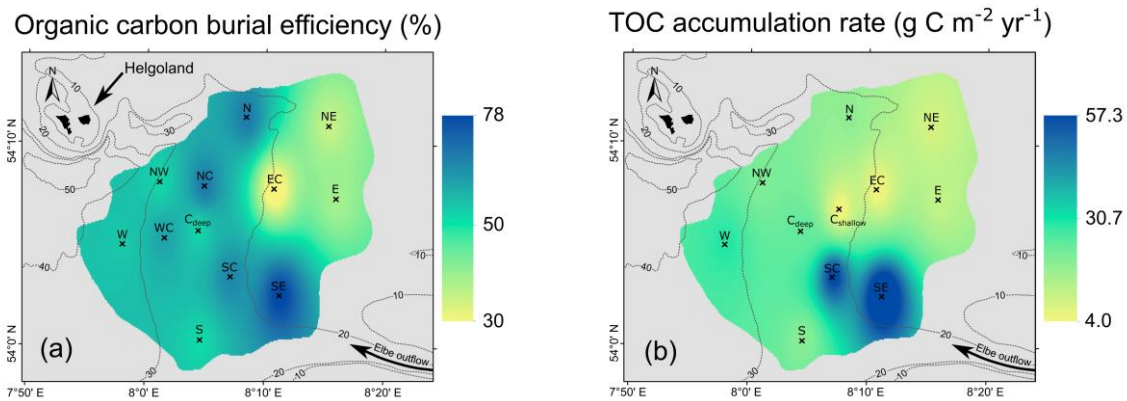 Organic carbon burial efficiency (%)
Helgoland
N
10
20
30
50
40
N
NE
NW
NC
EC
E
W
WC
C_deep
SC
SE
S
10
20
20
10
30
Elbe outflow
(a)
54°10' N
54°0' N
7°50' E
8°0' E
8°10' E
8°20' E
78
50
30
TOC accumulation rate (g C m⁻² yr⁻¹)
N
10
20
30
50
40
N
NE
NW
EC
E
C_deep
C_shallow
W
SC
SE
S
10
20
20
10
30
Elbe outflow
(b)
54°10' N
54°0' N
7°50' E
8°0' E
8°10' E
8°20' E
57.3
30.7
4.0